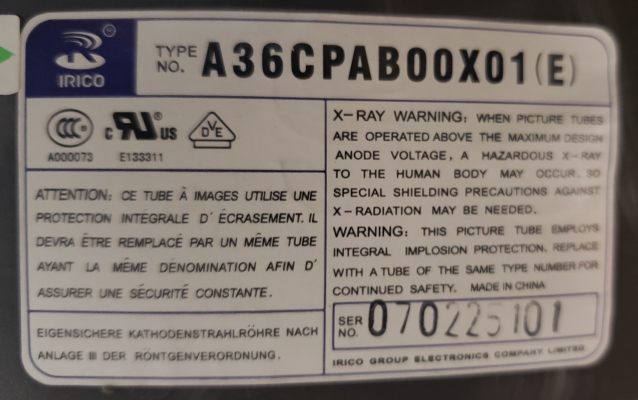 IRICO
TYPE NO. A36CPAB00X01(E)
A000073
c RU® US
E133311
DVE
X-RAY WARNING: WHEN PICTURE TUBES
ARE OPERATED ABOVE THE MAXIMUM DESIGN
ANODE VOLTAGE, A HAZARDOUS X-RAY
TO THE HUMAN BODY MAY OCCUR. SO
SPECIAL SHIELDING PRECAUTIONS AGAINST
X-RADIATION MAY BE NEEDED.
WARNING: THIS PICTURE TUBE EMPLOYS
INTEGRAL IMPLOSION PROTECTION. REPLACE
WITH A TUBE OF THE SAME TYPE NUMBER FOR
CONTINUED SAFETY. MADE IN CHINA
ATTENTION: CE TUBE À IMAGES UTILISE UNE
PROTECTION INTÉGRALE D' ÉCRASEMENT. IL
DEVRA ÊTRE REMPLACÉ PAR UN MÊME TUBE
AYANT LA MÊME DÉNOMINATION AFIN D'
ASSURER UNE SÉCURITÉ CONSTANTE.
EIGENSICHERE KATHODENSTRAHLRÖHRE NACH
ANLAGE III DER RÖNTGENVERORDNUNG.
SER NO. 070225101
IRICO GROUP ELECTRONICS COMPANY LIMITED